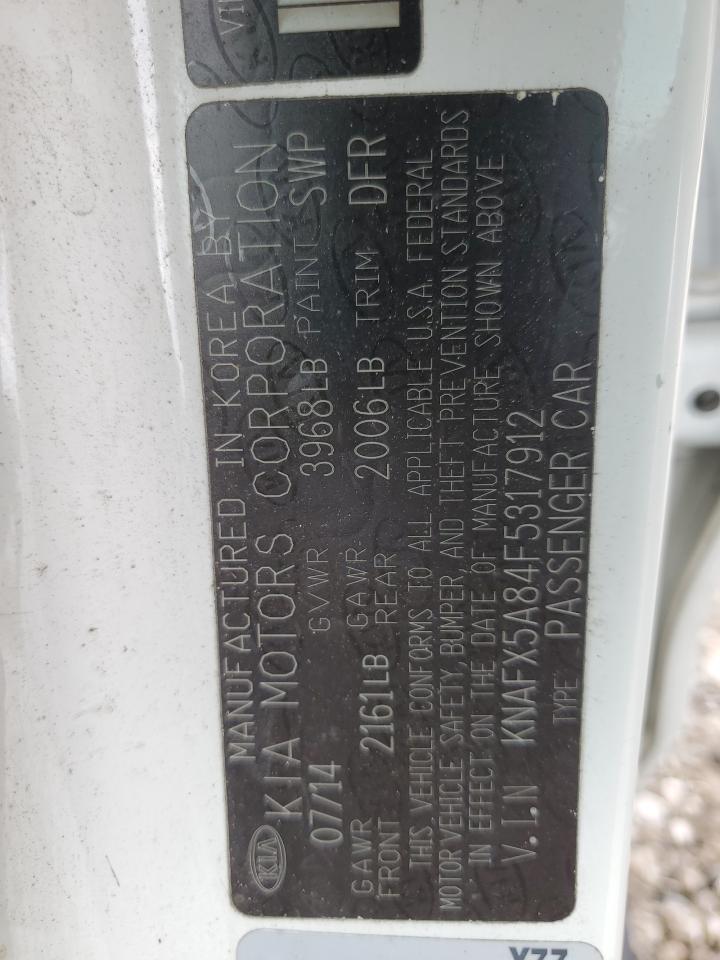 VI
MANUFACTURED IN KOREA BY
KIA MOTORS CORPORATION
07/14 GVWR 3968LB PAINT SWP
GAWR FRONT 2161LB GAWR REAR 2006LB TRIM DFR
THIS VEHICLE CONFORMS TO ALL APPLICABLE U.S.A. FEDERAL
MOTOR VEHICLE SAFETY, BUMPER, AND THEFT PREVENTION STANDARDS
IN EFFECT ON THE DATE OF MANUFACTURE SHOWN ABOVE
V.I.N KNAFX5A84F5317912
TYPE PASSENGER CAR
KIA
YZZ